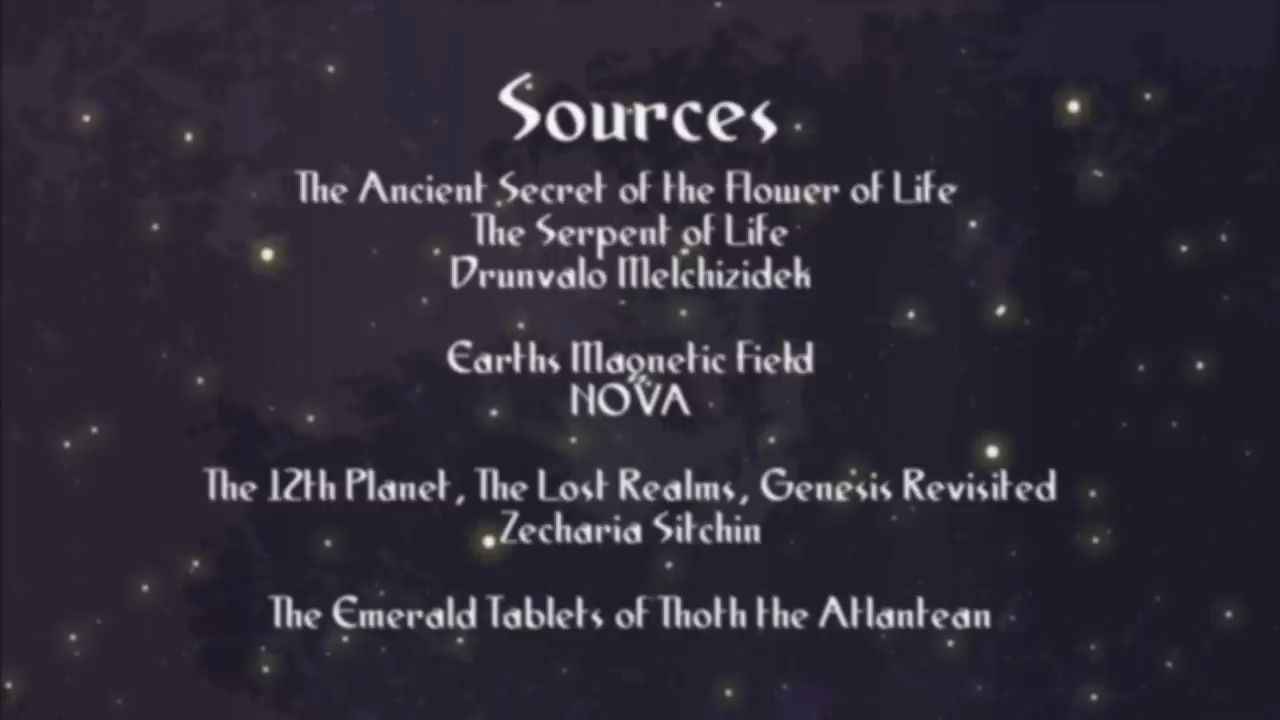 Sources
The Ancient Secret of the Flower of Life
The Serpent of Life
Drunvalo Melchizidek
Earths Magnetic Field
NOVA
The 12th Planet, The Lost Realms, Genesis Revisited
Zecharia Sitchin
The Emerald Tablets of Thoth the Atlantean